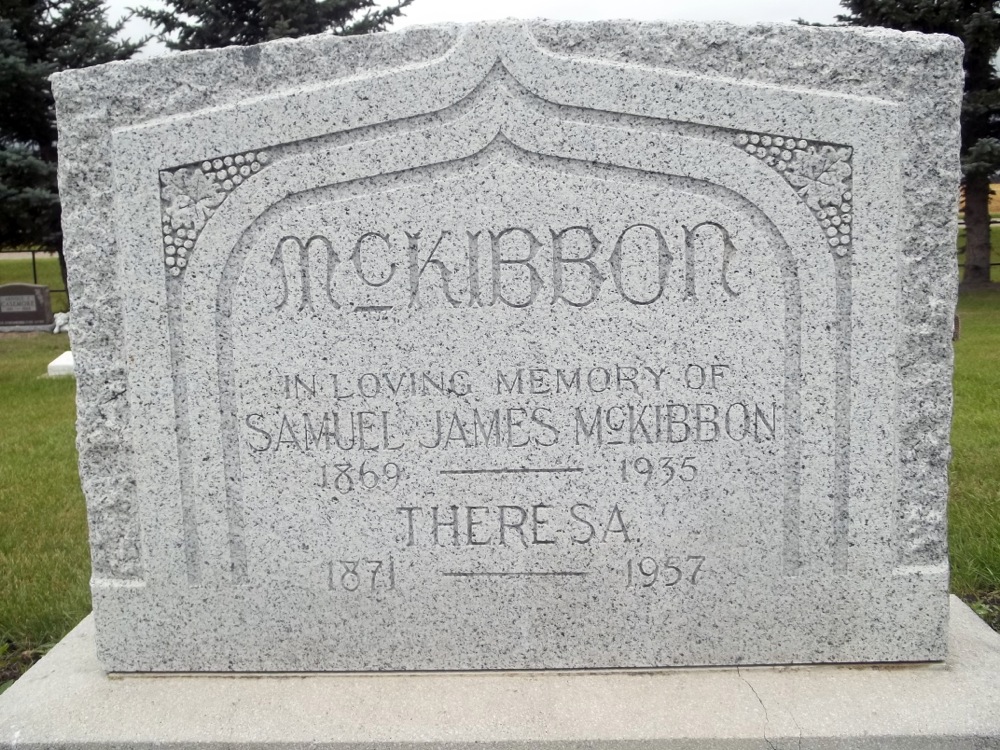 McKIBBON
IN LOVING MEMORY OF
SAMUEL JAMES McKIBBON
1869 — 1935
THERESA
1871 — 1957